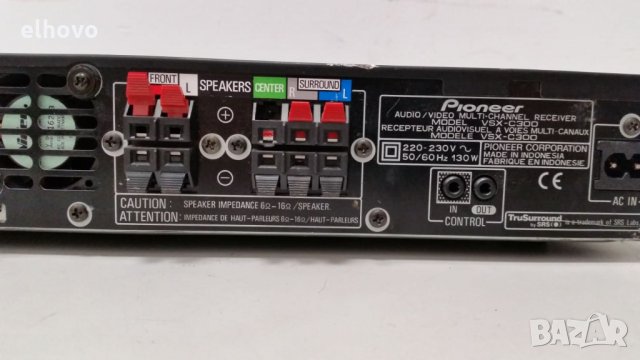 elhovo
FRONT
L
SPEAKERS
CENTER
R
SURROUND
L
Pioneer
AUDIO/VIDEO MULTI-CHANNEL RECEIVER
MODEL VSX-C300
RECEPTEUR AUDIOVISUEL A VOIES MULTI-CANAUX
MODELE VSX-C300
220-230V ~
50/60Hz 130W
PIONEER CORPORATION
MADE IN INDONESIA
FABRIQUE EN INDONESIE
CE
AC IN
IN
OUT
CONTROL
CAUTION: SPEAKER IMPEDANCE 6Ω-16Ω/SPEAKER.
ATTENTION: IMPEDANCE DE HAUT-PARLEURS 6Ω-16Ω/HAUT-PARLEURS
TruSurround
by SRS
is a trademark of SRS Labs,
BAZAR
bg